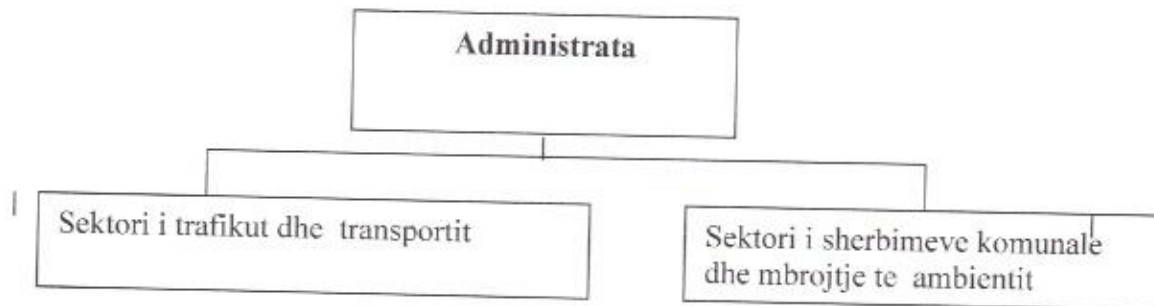 Administrata
Sektori i trafikut dhe transportit
Sektori i sherbimeve komunale
dhe mbrojtje te ambientit